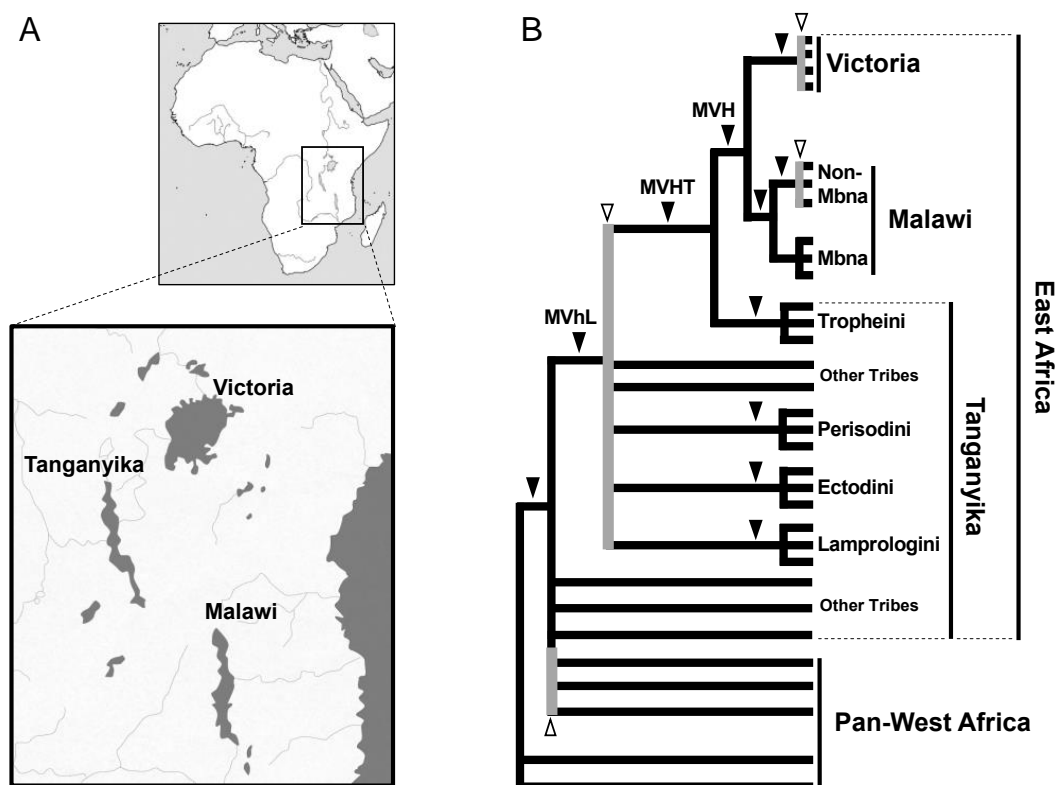 A
Victoria
Tanganyika
Malawi
B
Victoria
MVH
Non-
Mbna
MVHT
Malawi
Mbna
Tropheini
MVhL
Other Tribes
Perisodini
Ectodini
Lamprologini
Other Tribes
Tanganyika
East Africa
Pan-West Africa